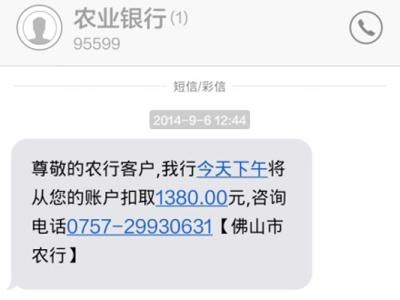 农业银行(1)
95599
短信/彩信
2014-9-6 12:44
尊敬的农行客户,我行今天下午将
从您的账户扣取1380.00元,咨询
电话0757-29930631【佛山市
农行】